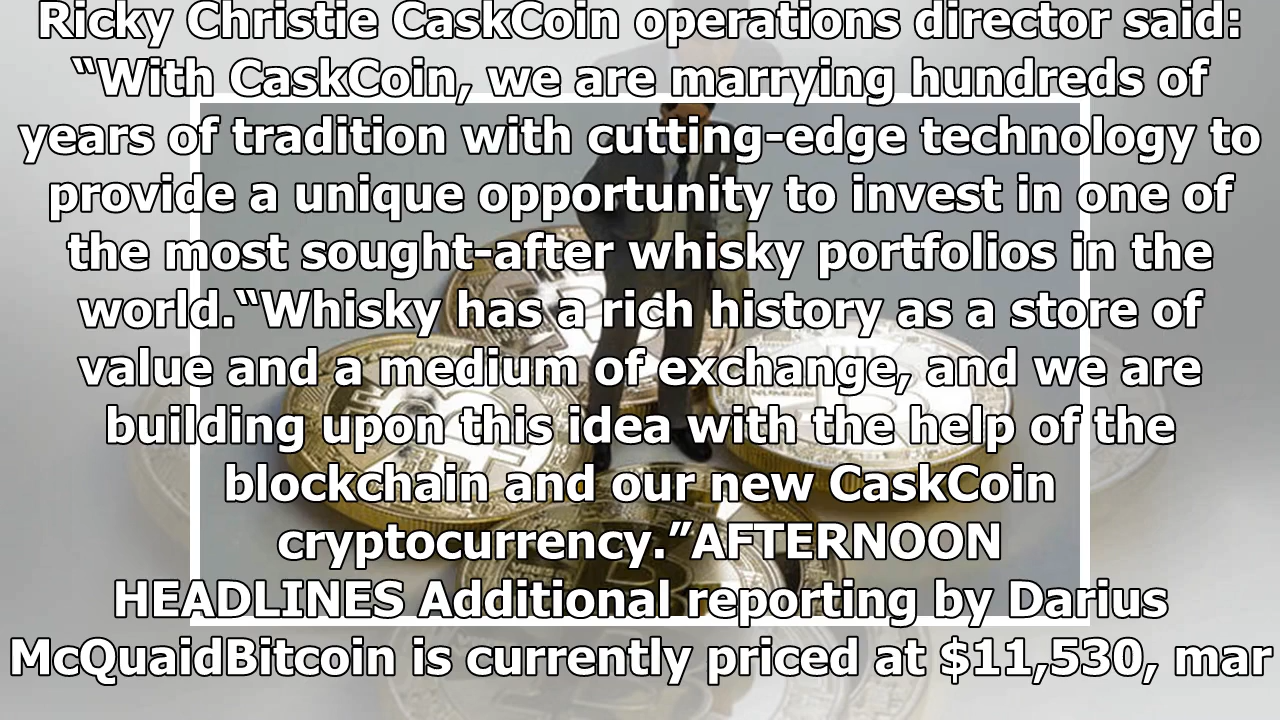 Ricky Christie CaskCoin operations director said:
“With CaskCoin, we are marrying hundreds of
years of tradition with cutting-edge technology to
provide a unique opportunity to invest in one of
the most sought-after whisky portfolios in the
world.“Whisky has a rich history as a store of
value and a medium of exchange, and we are
building upon this idea with the help of the
blockchain and our new CaskCoin
cryptocurrency.”AFTERNOON
HEADLINES Additional reporting by Darius
McQuaidBitcoin is currently priced at $11,530, mar